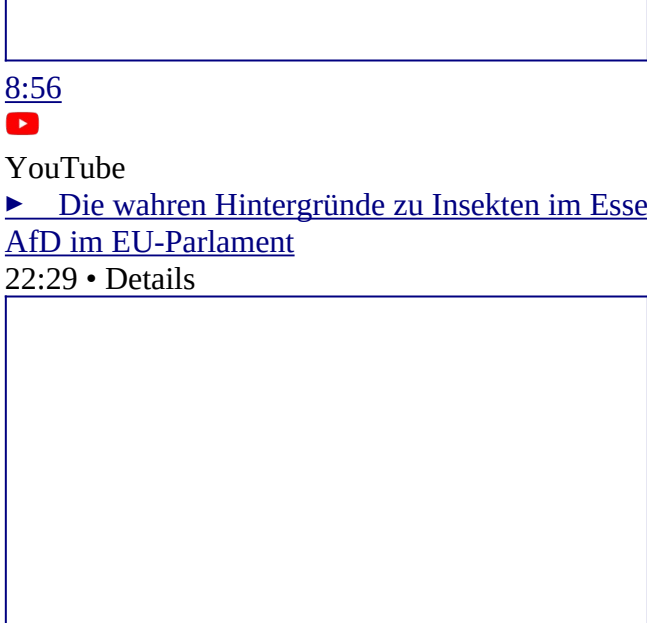 8:56
YouTube
► Die wahren Hintergründe zu Insekten im Esse
AfD im EU-Parlament
22:29 • Details